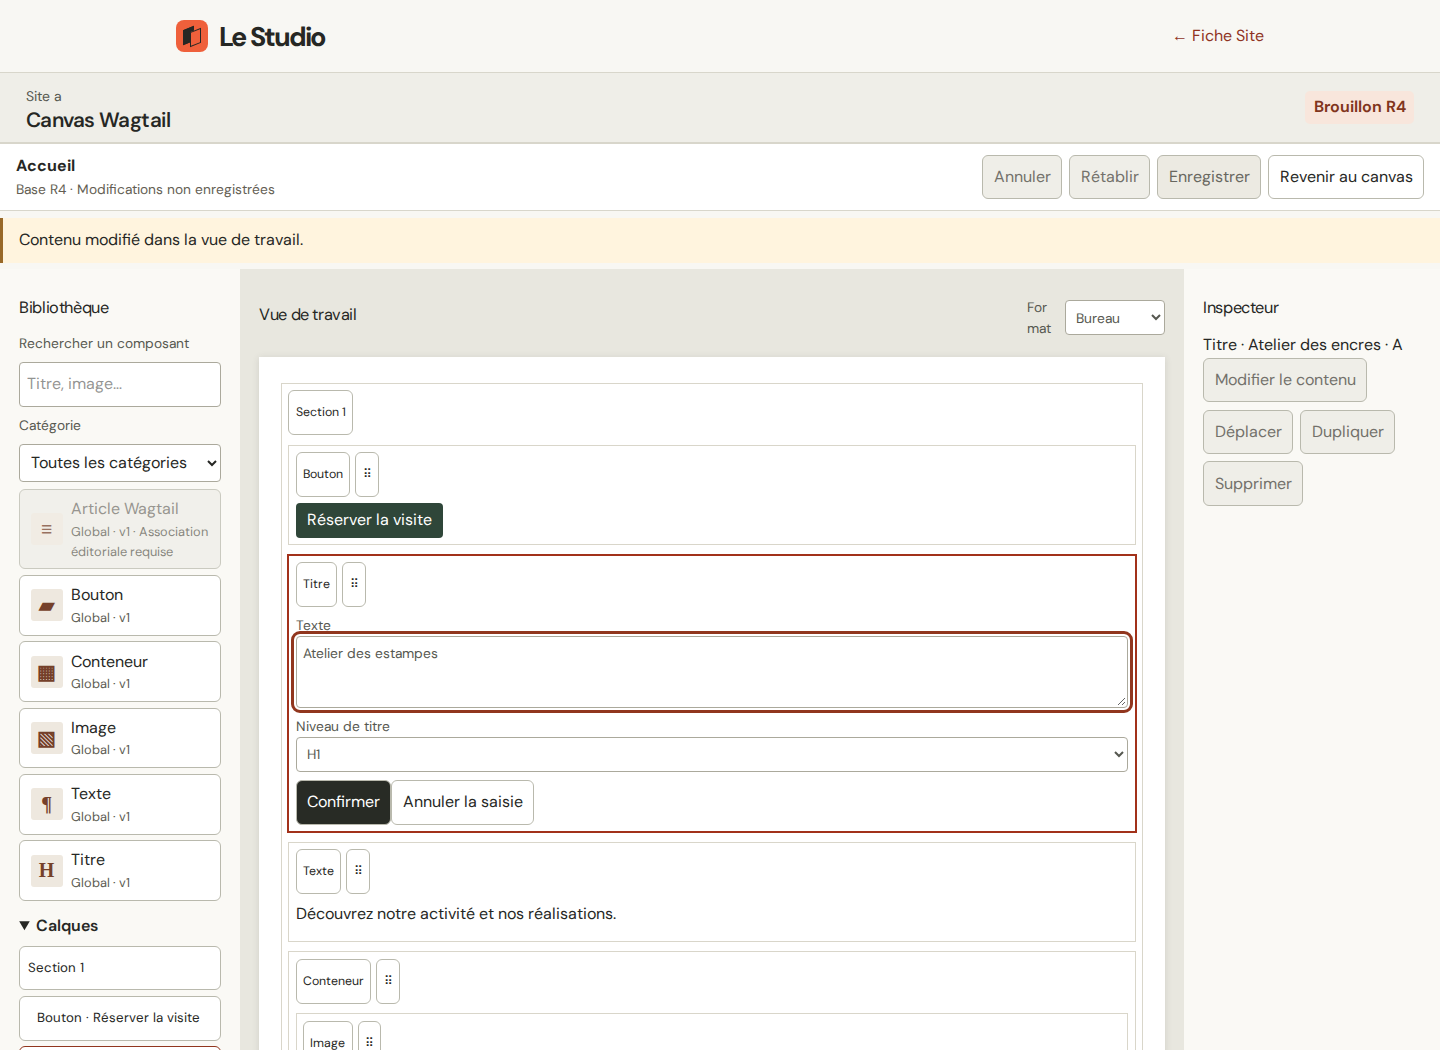 Le Studio
← Fiche Site
Site a
Canvas Wagtail
Brouillon R4
Accueil
Base R4 · Modifications non enregistrées
Annuler
Rétablir
Enregistrer
Revenir au canvas
Contenu modifié dans la vue de travail.
Bibliothèque
Rechercher un composant
Titre, image…
Catégorie
Toutes les catégories
Article Wagtail
Global · v1 · Association
éditoriale requise
Bouton
Global · v1
Conteneur
Global · v1
Image
Global · v1
Texte
Global · v1
H
Titre
Global · v1
Calques
Section 1
Bouton · Réserver la visite
Vue de travail
For
mat
Bureau
Section 1
Bouton
Réserver la visite
Titre
Texte
Atelier des estampes
Niveau de titre
H1
Confirmer
Annuler la saisie
Texte
Découvrez notre activité et nos réalisations.
Conteneur
Image
Inspecteur
Titre · Atelier des encres · A
Modifier le contenu
Déplacer
Dupliquer
Supprimer